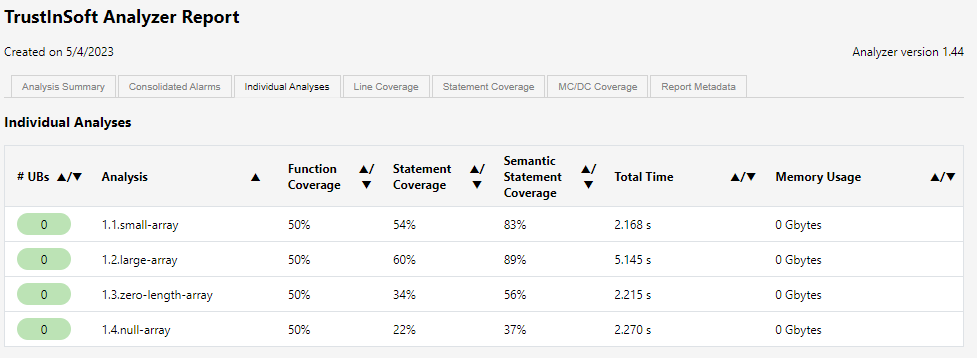 TrustInSoft Analyzer Report
Created on 5/4/2023 Analyzer version 1.44
Analysis Summary Consolidated Alarms Individual Analyses Line Coverage Statement Coverage MC/DC Coverage Report Metadata
Individual Analyses
# UBs ▲/▼ Analysis ▲ Function Coverage ▲/▼ Statement Coverage ▲/▼ Semantic Statement Coverage ▲/▼ Total Time ▲/▼ Memory Usage ▲/▼
0 1.1.small-array 50% 54% 83% 2.168 s 0 Gbytes
0 1.2.large-array 50% 60% 89% 5.145 s 0 Gbytes
0 1.3.zero-length-array 50% 34% 56% 2.215 s 0 Gbytes
0 1.4.null-array 50% 22% 37% 2.270 s 0 Gbytes